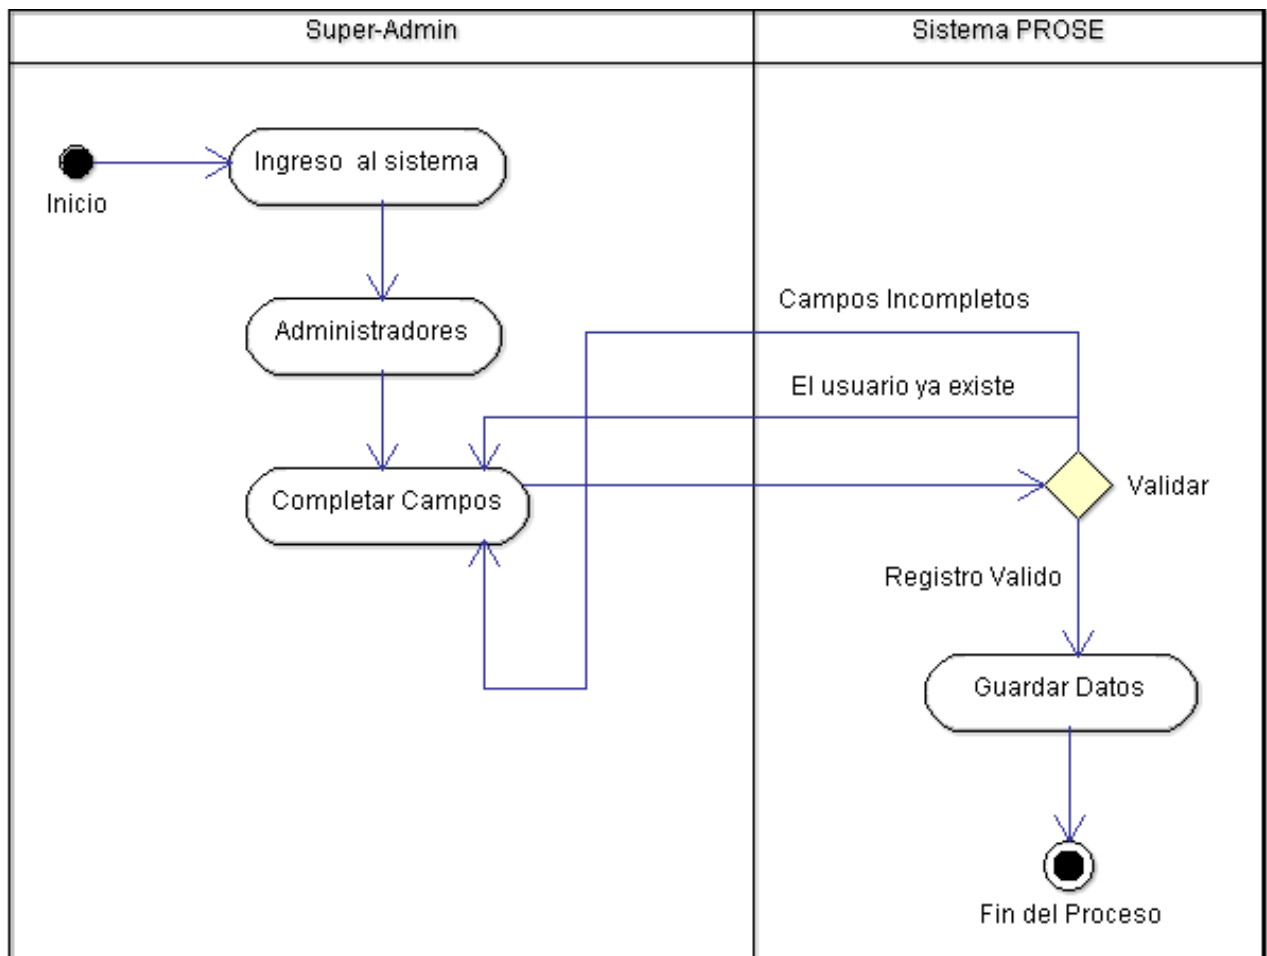 Super-Admin
Sistema PROSE
Ingreso al sistema
Inicio
Administradores
Campos Incompletos
El usuario ya existe
Completar Campos
Validar
Registro Valido
Guardar Datos
Fin del Proceso